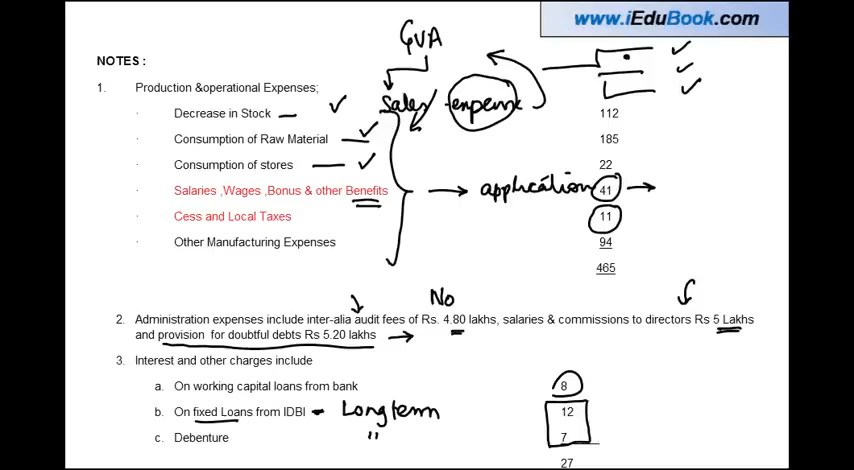 www.iEduBook.com
GVA
NOTES :
1. Production &operational Expenses;
Sales - expense
· Decrease in Stock 112
· Consumption of Raw Material 185
· Consumption of stores 22
· Salaries ,Wages ,Bonus & other Benefits application 41
· Cess and Local Taxes 11
· Other Manufacturing Expenses 94
465
No
2. Administration expenses include inter-alia audit fees of Rs. 4.80 lakhs, salaries & commissions to directors Rs 5 Lakhs
and provision for doubtful debts Rs 5.20 lakhs
3. Interest and other charges include
a. On working capital loans from bank 8
b. On fixed Loans from IDBI - Long term 12
c. Debenture " 7
27